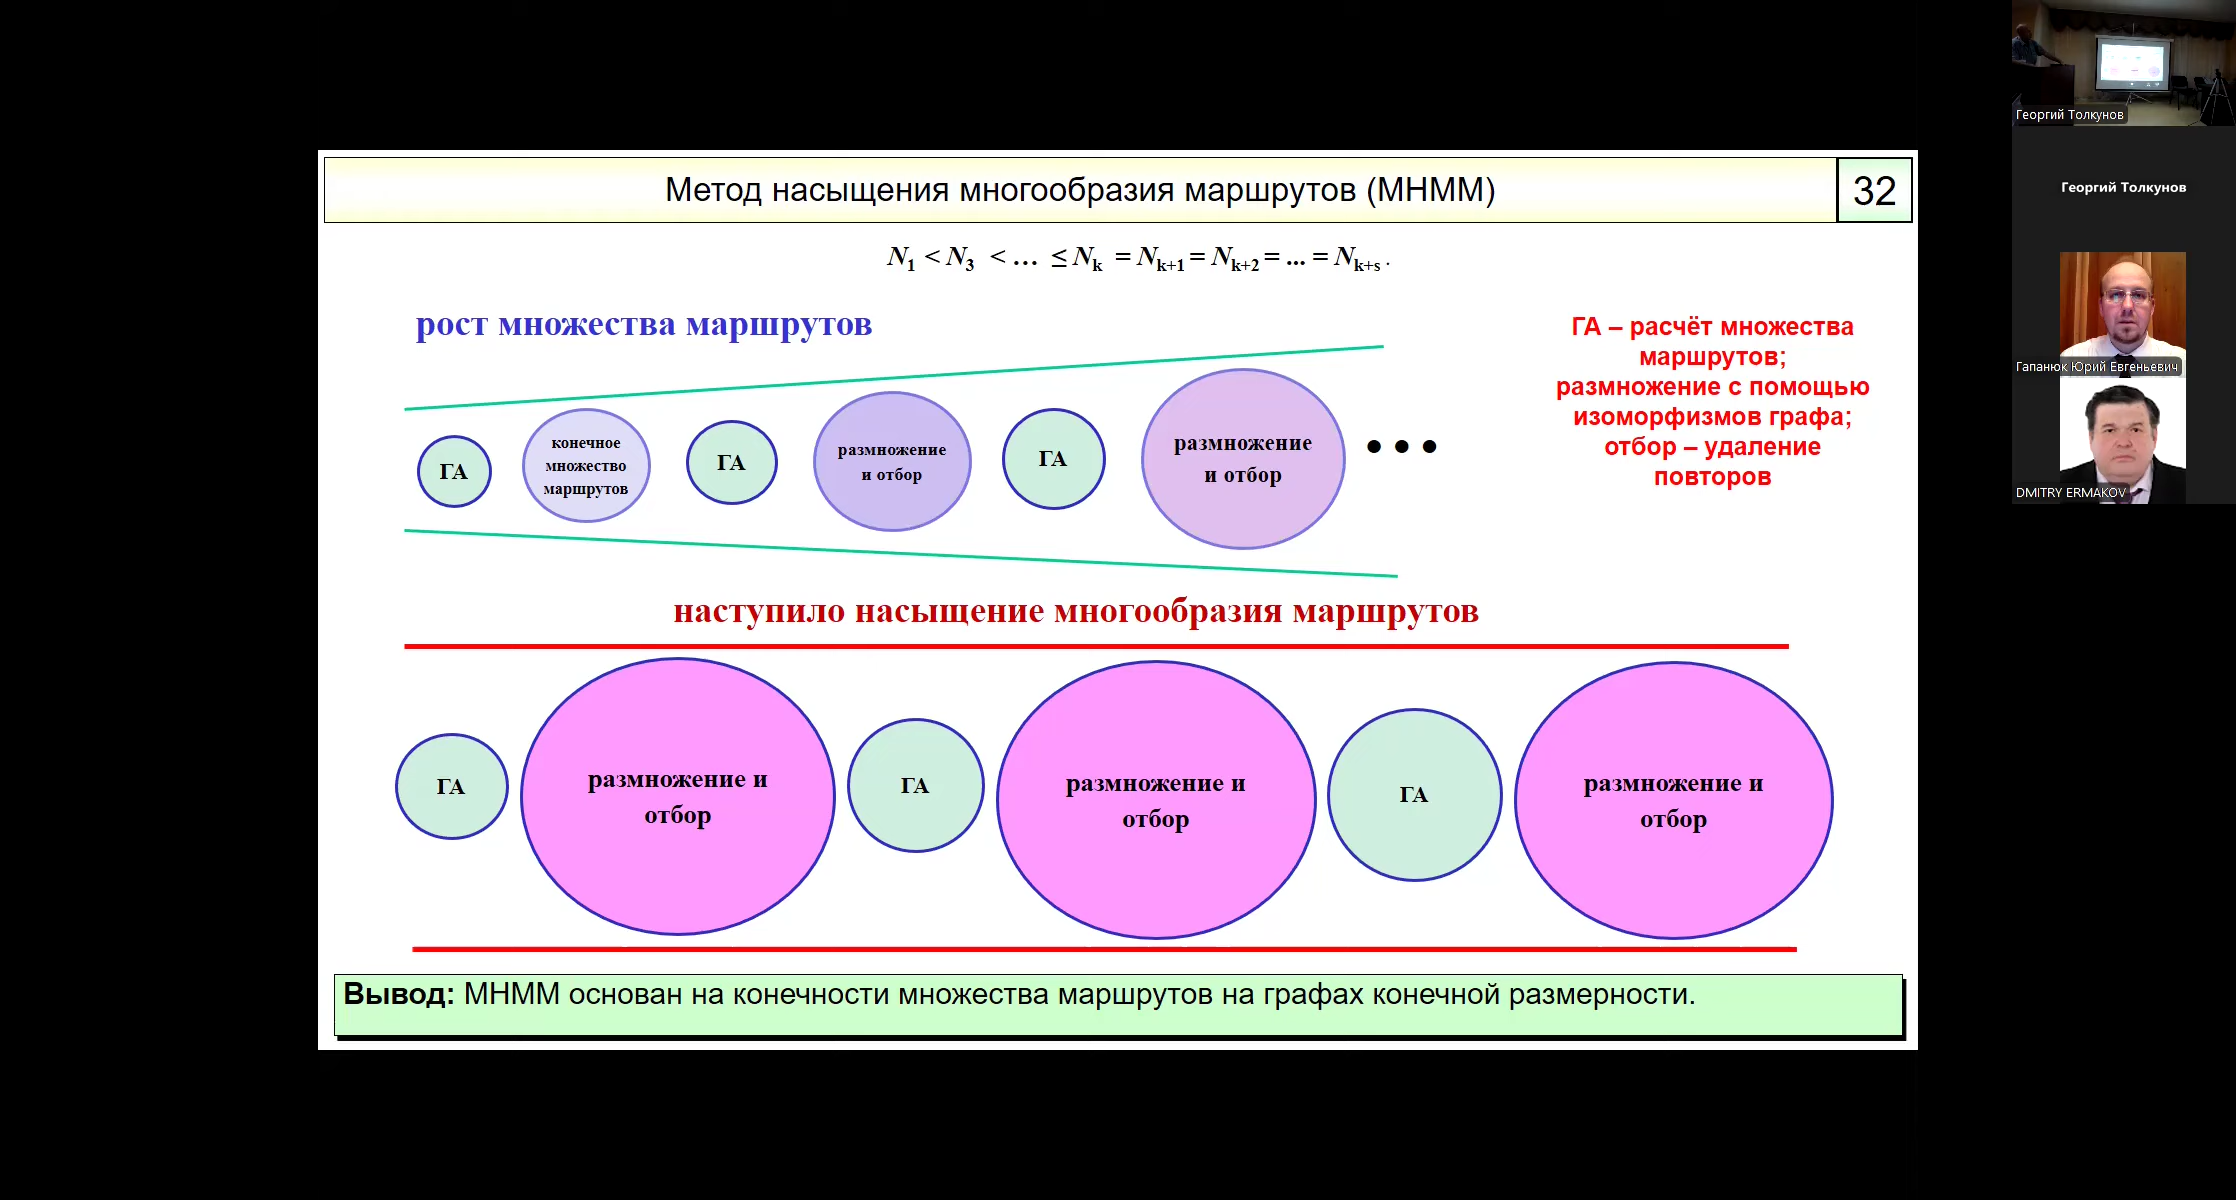 Метод насыщения многообразия маршрутов (МНММ)
32
N1 < N3 < … ≤ Nk = Nk+1 = Nk+2 = ... = Nk+s .
рост множества маршрутов
ГА – расчёт множества
маршрутов;
размножение с помощью
изоморфизмов графа;
отбор – удаление
повторов
ГА
конечное
множество
маршрутов
ГА
размножение
и отбор
ГА
размножение
и отбор
• • •
наступило насыщение многообразия маршрутов
ГА
размножение и
отбор
ГА
размножение и
отбор
ГА
размножение и
отбор
Вывод: МНММ основан на конечности множества маршрутов на графах конечной размерности.
Георгий Толкунов
Георгий Толкунов
Гапанюк Юрий Евгеньевич
DMITRY ERMAKOV